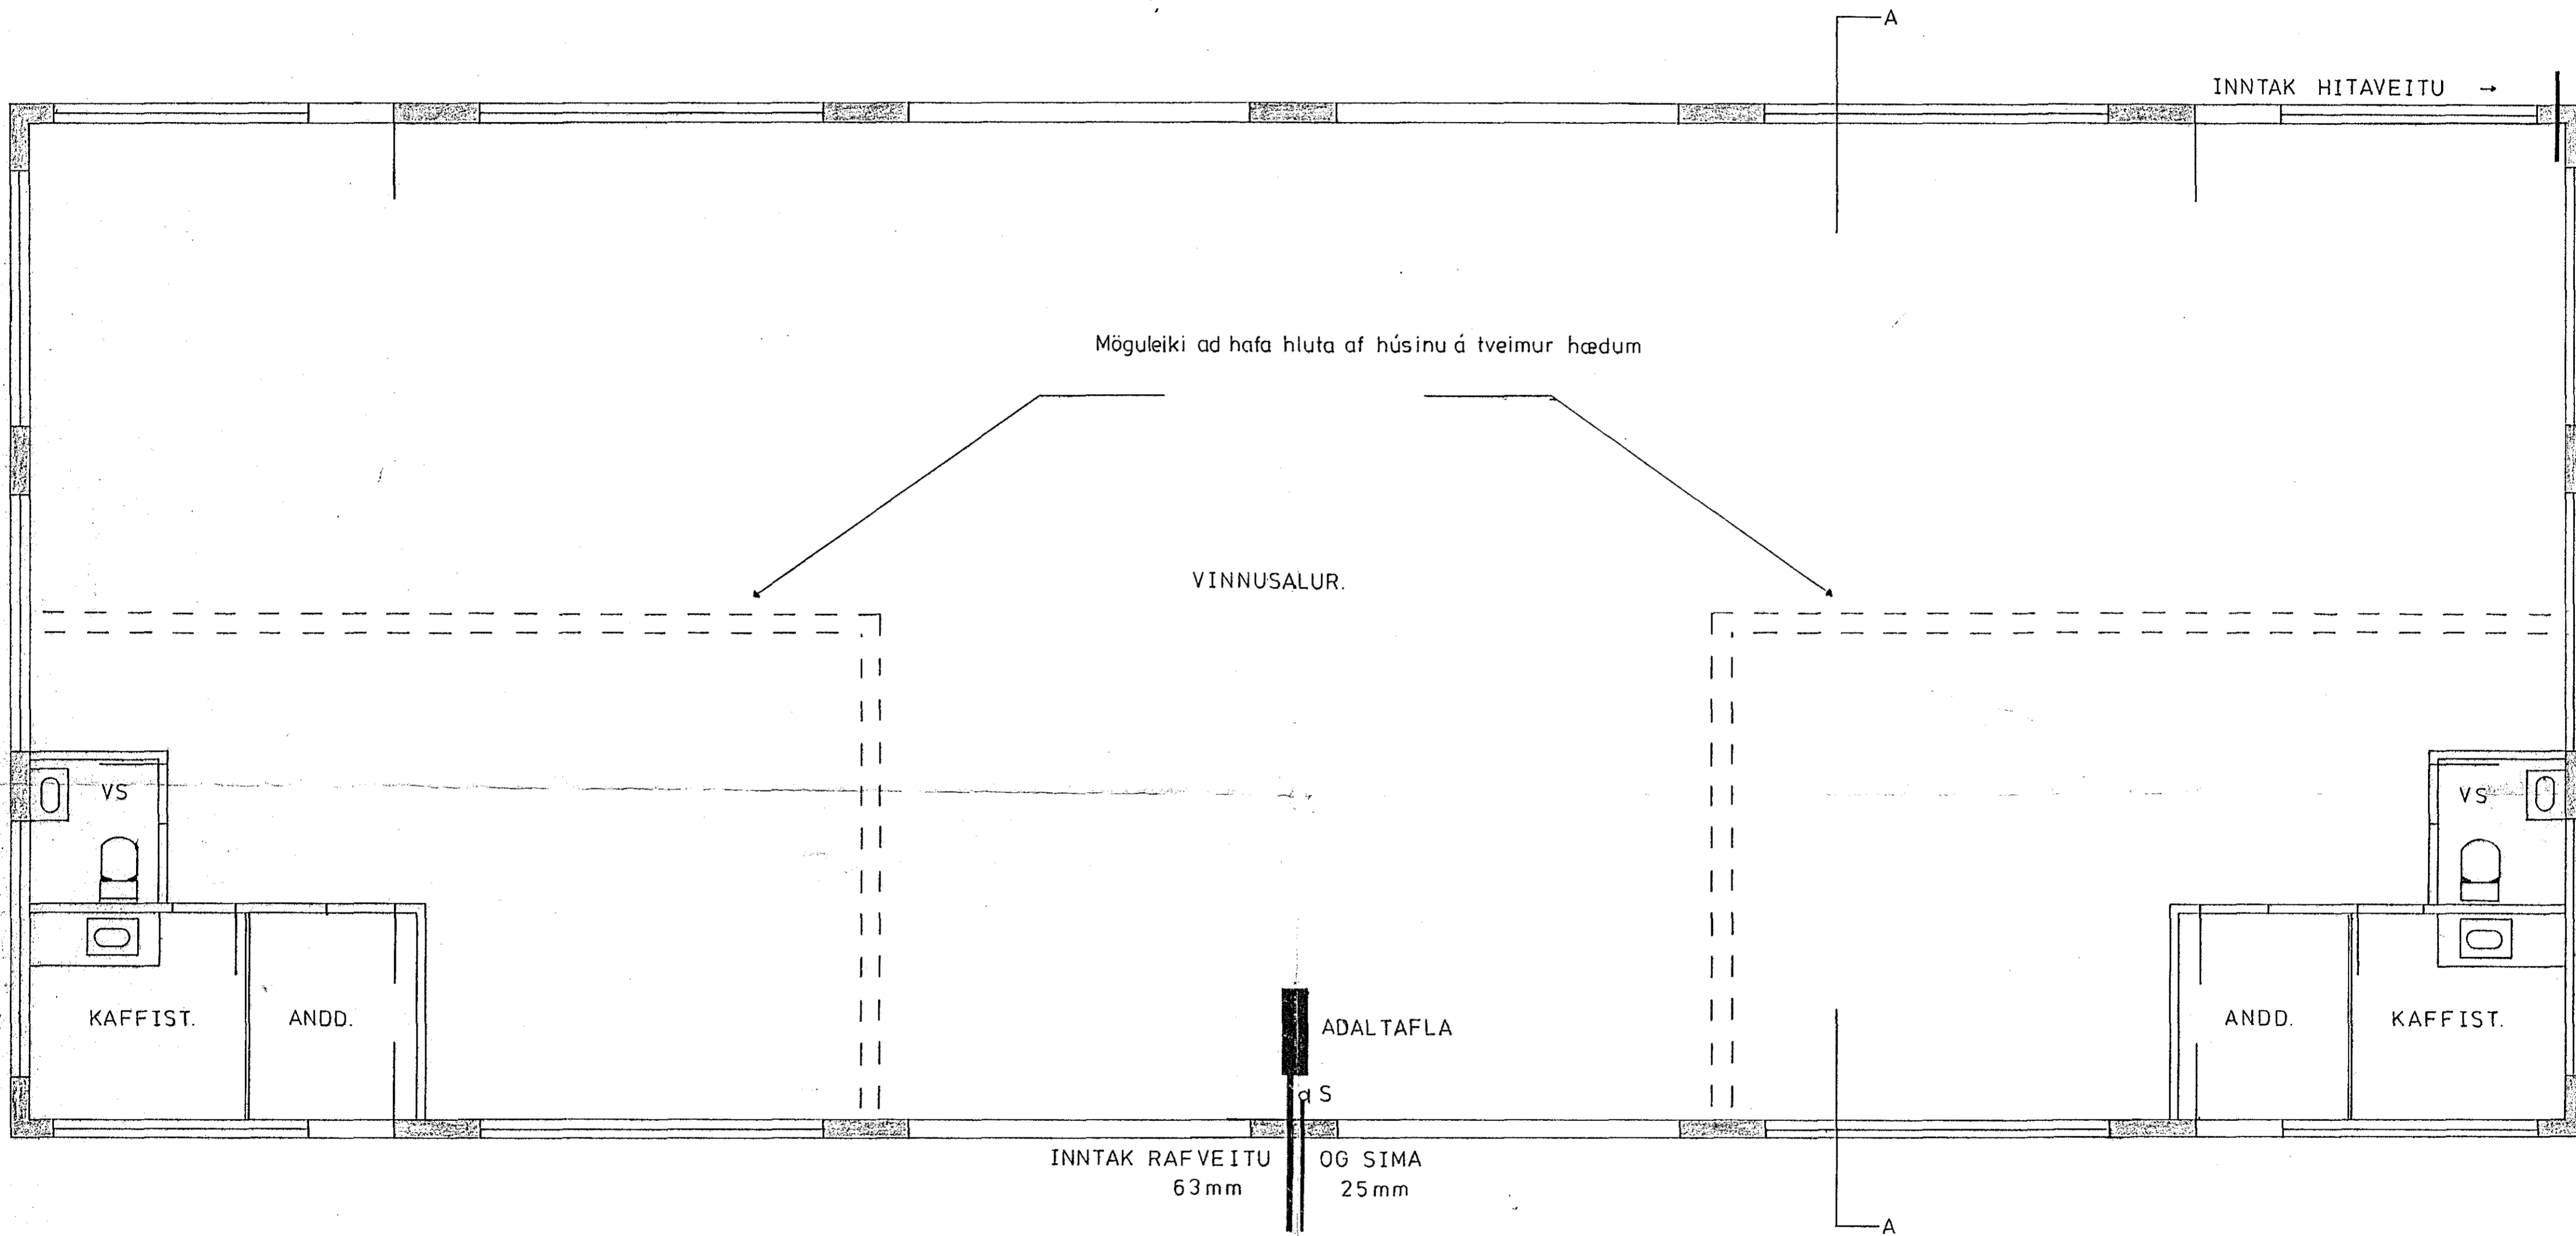 A
INNTAK HITAVEITU →
Möguleiki ad hafa hluta af húsinu á tveimur hædum
VINNUSALUR.
VS
VS
KAFFIST.
ANDD.
ADALTAFLA
ANDD.
KAFFIST.
S
INNTAK RAFVEITU OG SIMA
63mm 25mm
A